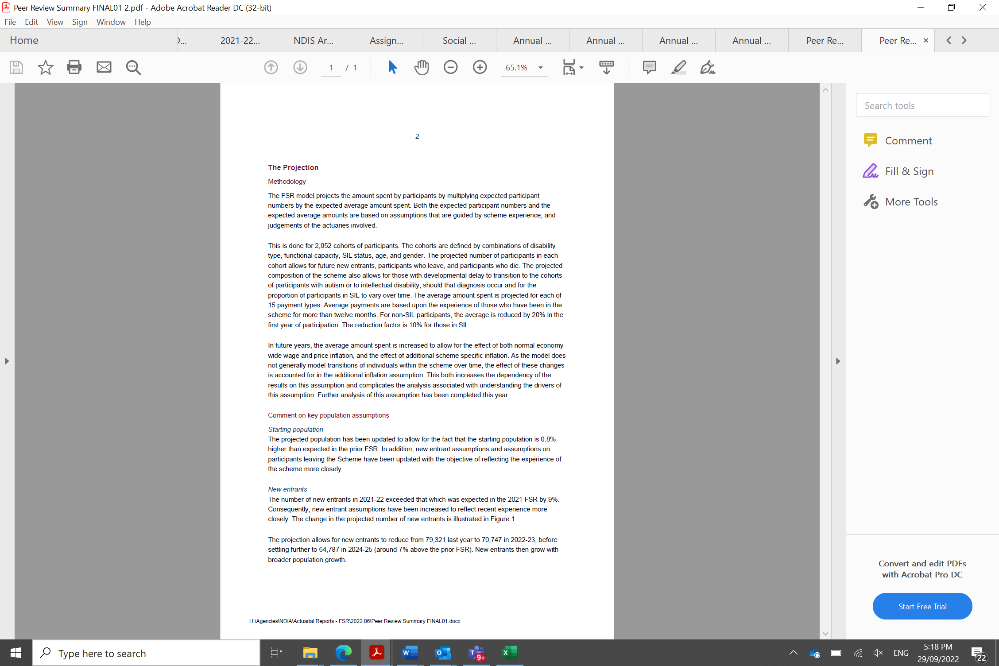 Peer Review Summary FINAL01 2.pdf - Adobe Acrobat Reader DC (32-bit)
File Edit View Sign Window Help
Home
2021-22... NDIS Ar... Assign... Social ... Annual ... Annual ... Annual ... Annual ... Peer Re... Peer Re...
1 / 1 65.1%
Search tools
Comment
Fill & Sign
More Tools
2
The Projection
Methodology
The FSR model projects the amount spent by participants by multiplying expected participant
numbers by the expected average amount spent. Both the expected participant numbers and the
expected average amounts are based on assumptions that are guided by scheme experience, and
judgements of the actuaries involved.
This is done for 2,052 cohorts of participants. The cohorts are defined by combinations of disability
type, functional capacity, SIL status, age, and gender. The projected number of participants in each
cohort allows for future new entrants, participants who leave, and participants who die. The projected
composition of the scheme also allows for those with developmental delay to transition to the cohorts
of participants with autism or to intellectual disability, should that diagnosis occur and for the
proportion of participants in SIL to vary over time. The average amount spent is projected for each of
15 payment types. Average payments are based upon the experience of those who have been in the
scheme for more than twelve months. For non-SIL participants, the average is reduced by 20% in the
first year of participation. The reduction factor is 10% for those in SIL.
In future years, the average amount spent is increased to allow for the effect of both normal economy
wide wage and price inflation, and the effect of additional scheme specific inflation. As the model does
not generally model transitions of individuals within the scheme over time, the effect of these changes
is accounted for in the additional inflation assumption. This both increases the dependency of the
results on this assumption and complicates the analysis associated with understanding the drivers of
this assumption. Further analysis of this assumption has been completed this year.
Comment on key population assumptions
Starting population
The projected population has been updated to allow for the fact that the starting population is 0.8%
higher than expected in the prior FSR. In addition, new entrant assumptions and assumptions on
participants leaving the Scheme have been updated with the objective of reflecting the experience of
the scheme more closely.
New entrants
The number of new entrants in 2021-22 exceeded that which was expected in the 2021 FSR by 9%.
Consequently, new entrant assumptions have been increased to reflect recent experience more
closely. The change in the projected number of new entrants is illustrated in Figure 1.
The projection allows for new entrants to reduce from 79,321 last year to 70,747 in 2022-23, before
settling further to 64,787 in 2024-25 (around 7% above the prior FSR). New entrants then grow with
broader population growth.
H:\Agencies\NDIA\Actuarial Reports - FSR\2022.06\Peer Review Summary FINAL01.docx
Convert and edit PDFs
with Acrobat Pro DC
Start Free Trial
Type here to search
W O T 9+ X
ENG
5:18 PM
29/09/2022
22